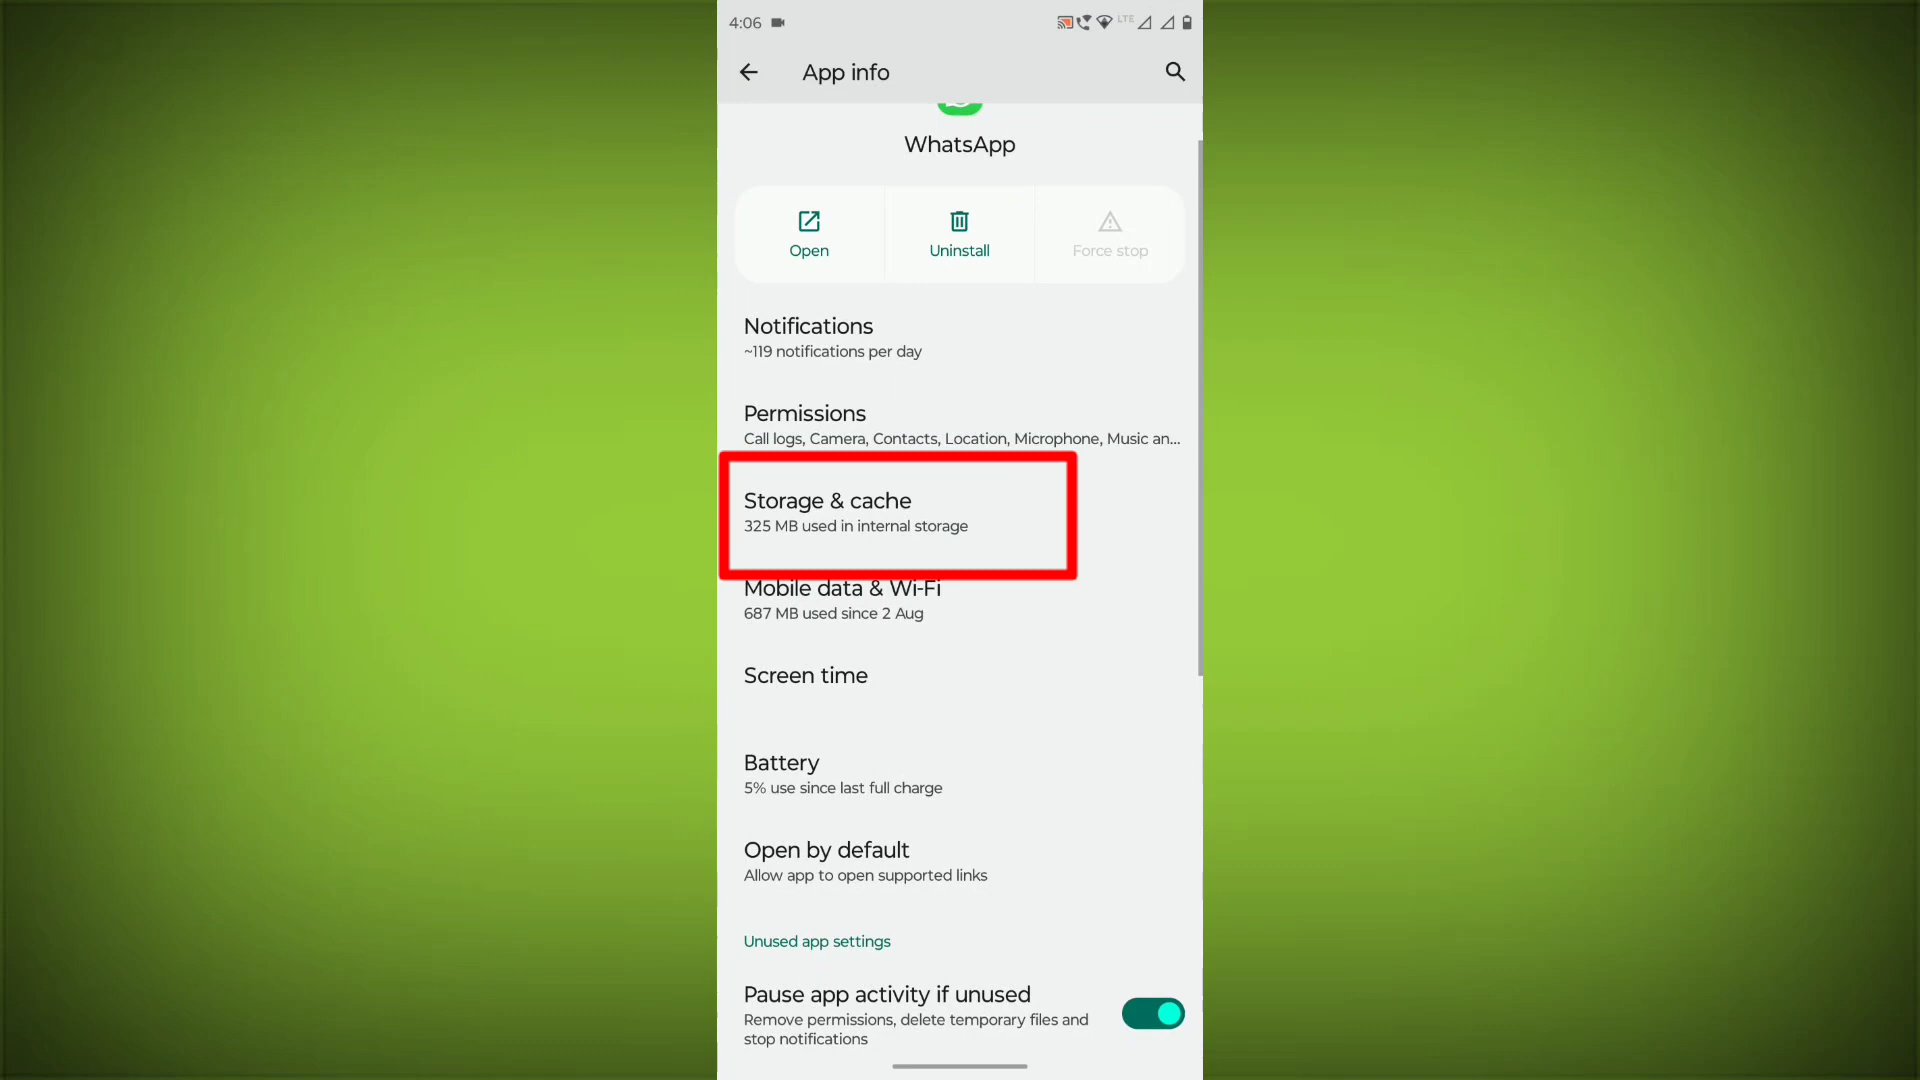 4:06
LTE
App info
WhatsApp
Open
Uninstall
Force stop
Notifications
~119 notifications per day
Permissions
Call logs, Camera, Contacts, Location, Microphone, Music an...
Storage & cache
325 MB used in internal storage
Mobile data & Wi-Fi
687 MB used since 2 Aug
Screen time
Battery
5% use since last full charge
Open by default
Allow app to open supported links
Unused app settings
Pause app activity if unused
Remove permissions, delete temporary files and
stop notifications